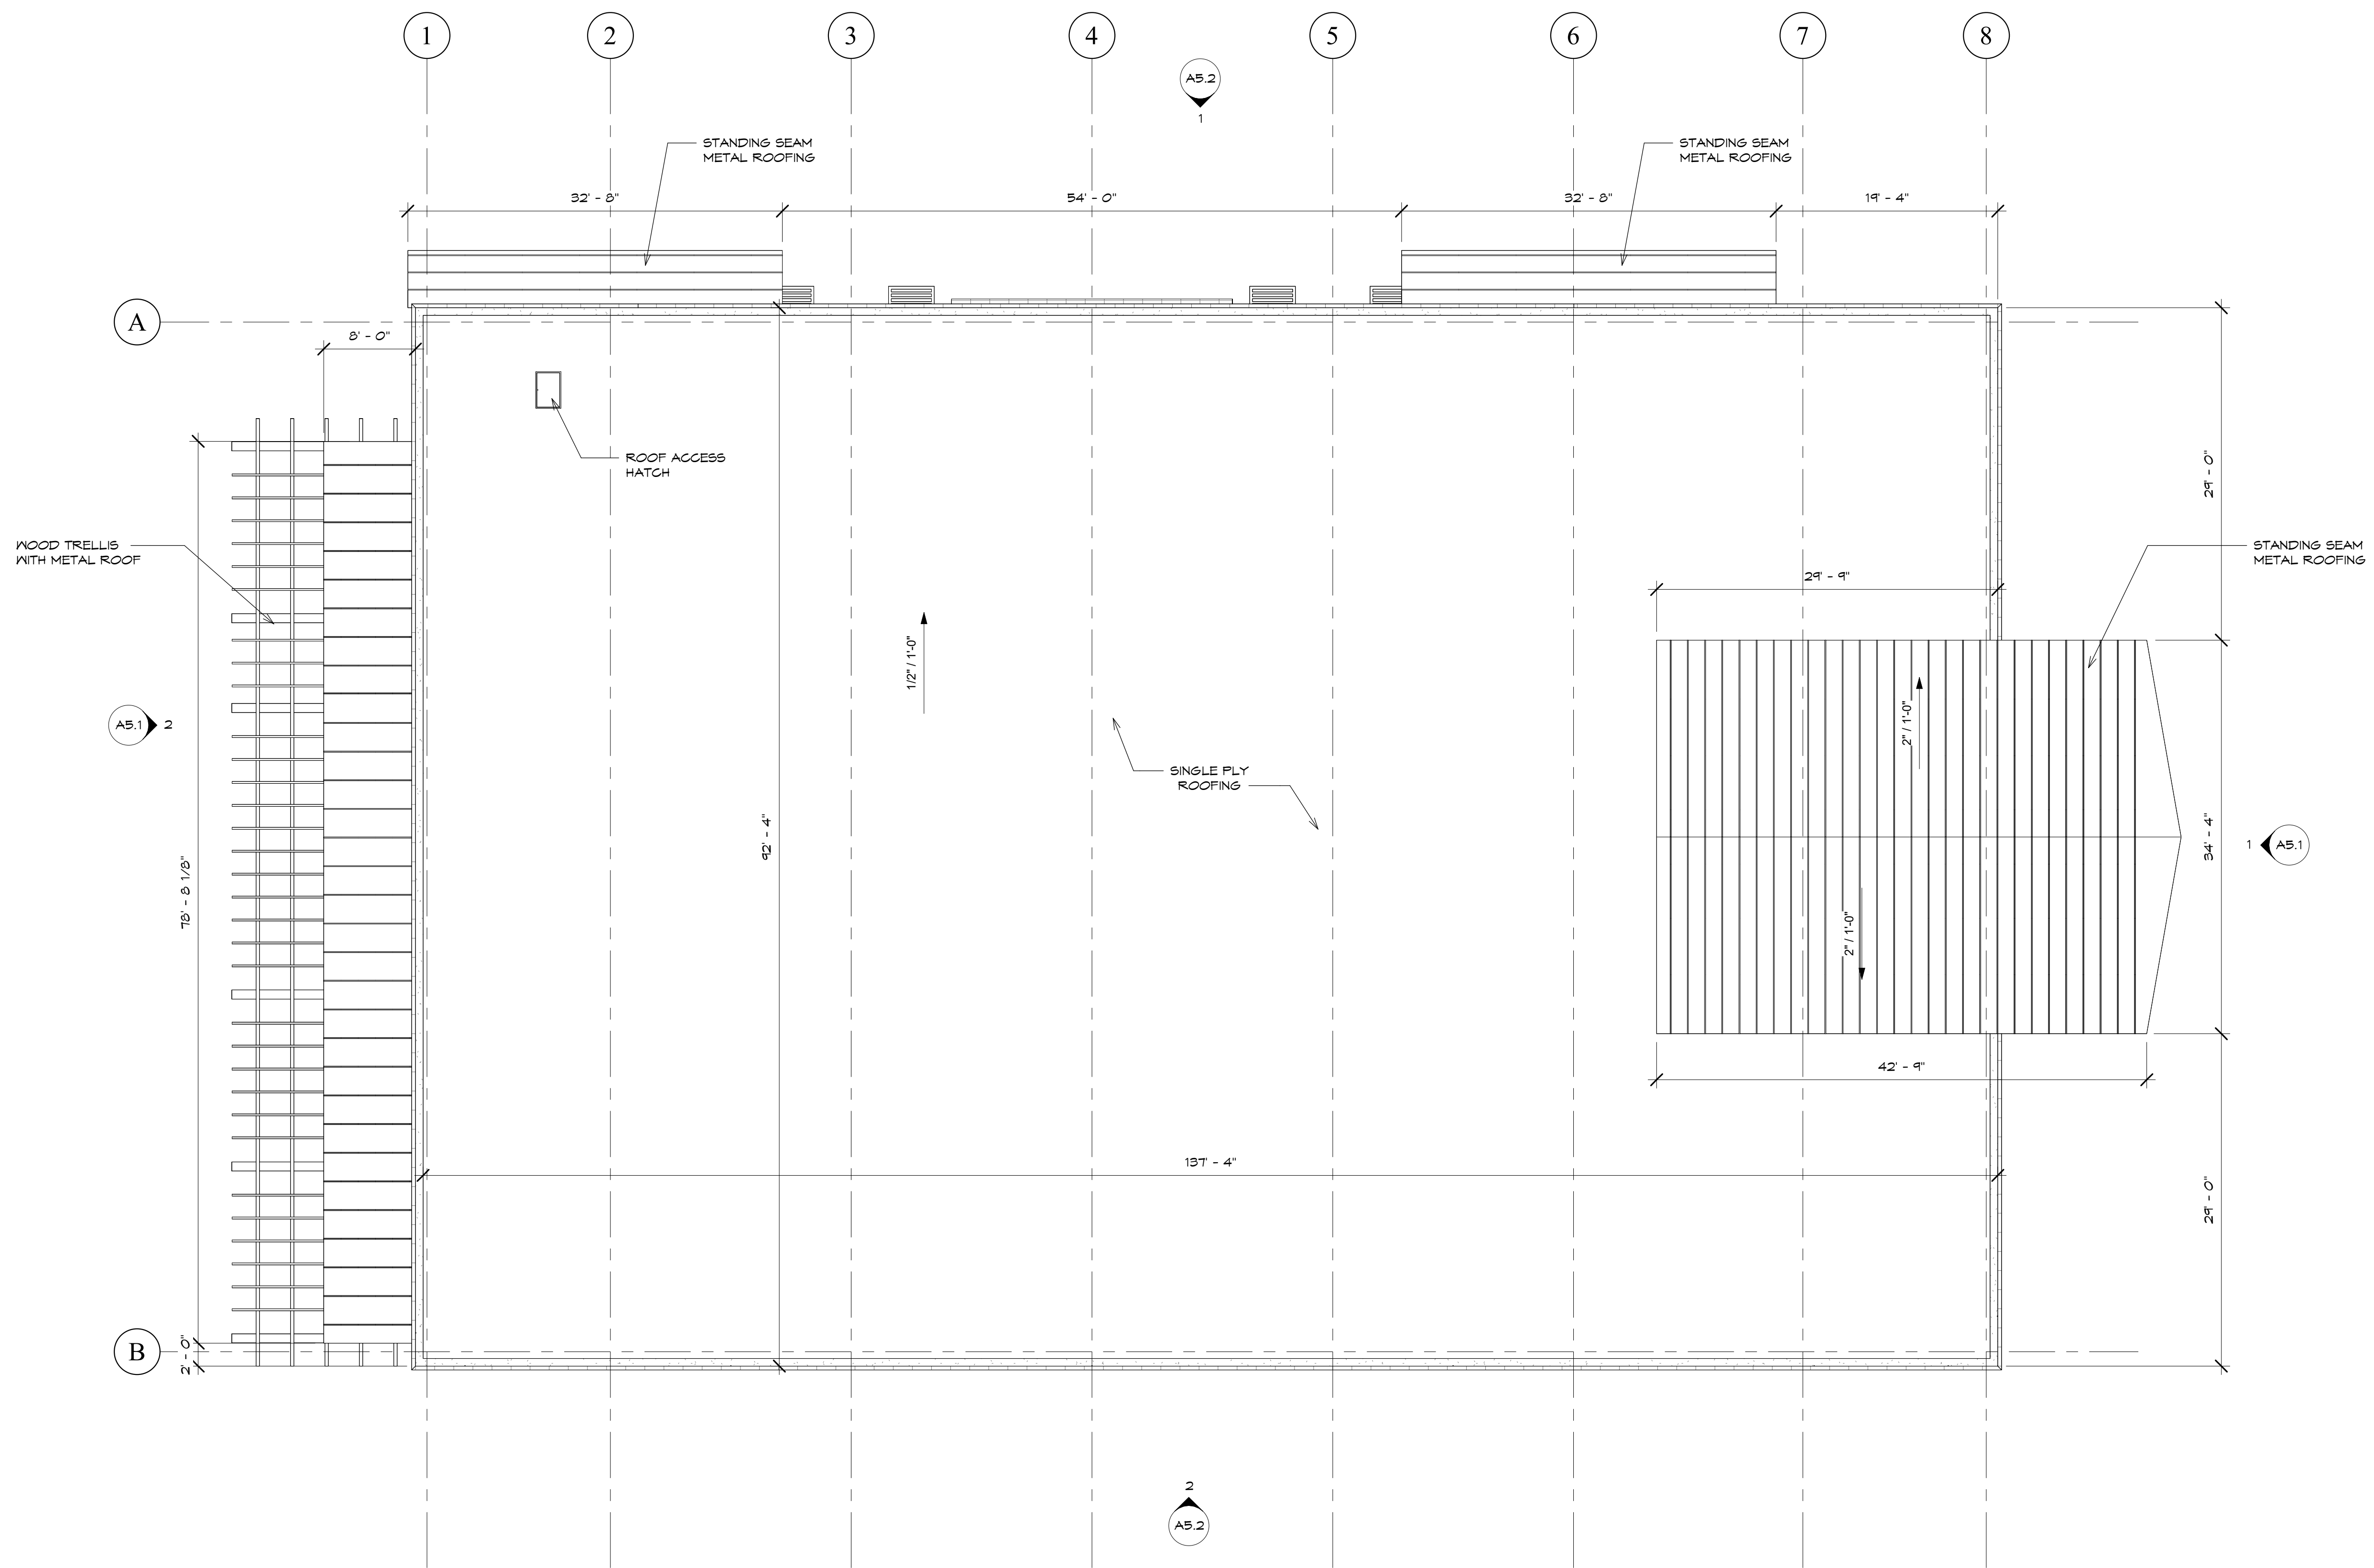 1 2 3 4 5 6 7 8
A5.2
1
STANDING SEAM
METAL ROOFING
STANDING SEAM
METAL ROOFING
32' - 8" 54' - 0" 32' - 8" 19' - 4"
A
8' - 0"
ROOF ACCESS
HATCH
29' - 0"
WOOD TRELLIS
WITH METAL ROOF
STANDING SEAM
METAL ROOFING
29' - 9"
1/2" / 1'-0"
2" / 1'-0"
A5.1 2
SINGLE PLY
ROOFING
92' - 4"
34' - 4"
1 A5.1
78' - 8 1/8"
2" / 1'-0"
42' - 9"
137' - 4"
29' - 0"
B
2' - 0"
2
A5.2